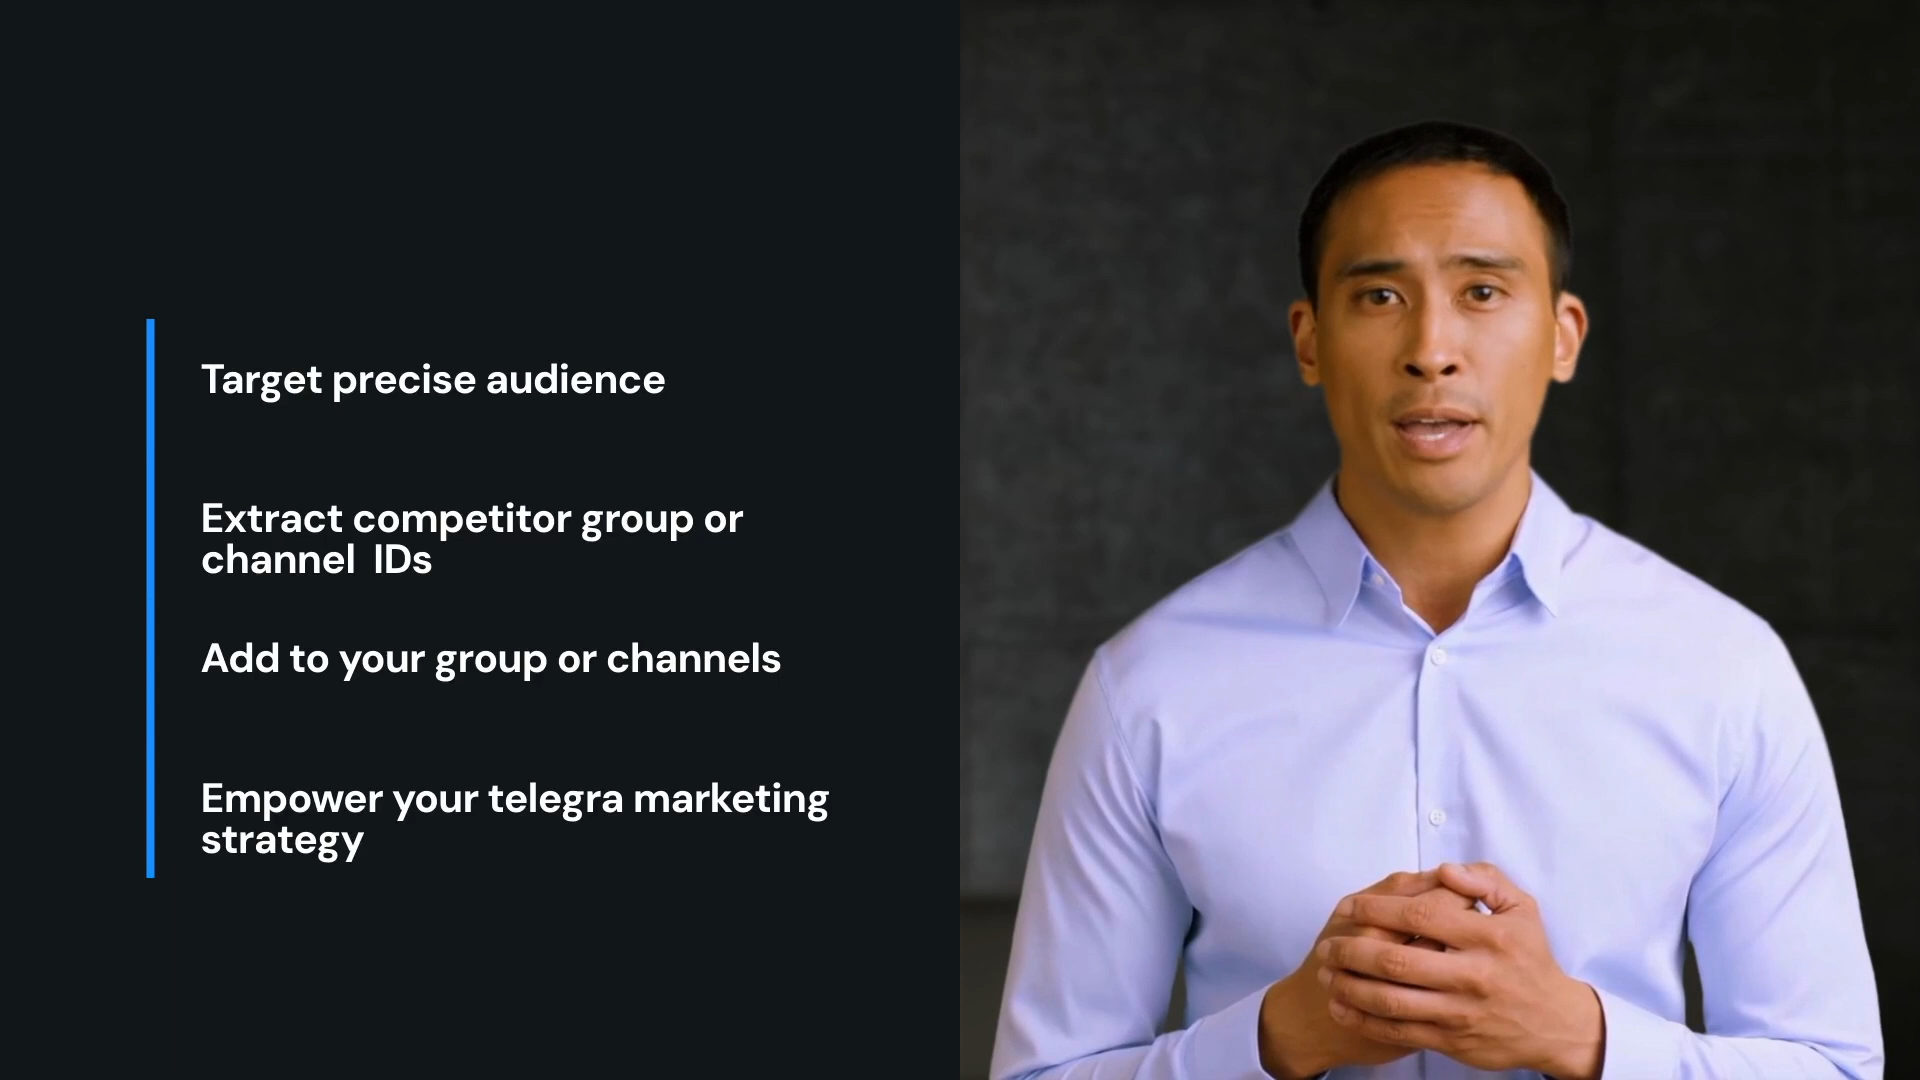 Target precise audience
Extract competitor group or
channel  IDs
Add to your group or channels
Empower your telegra marketing
strategy